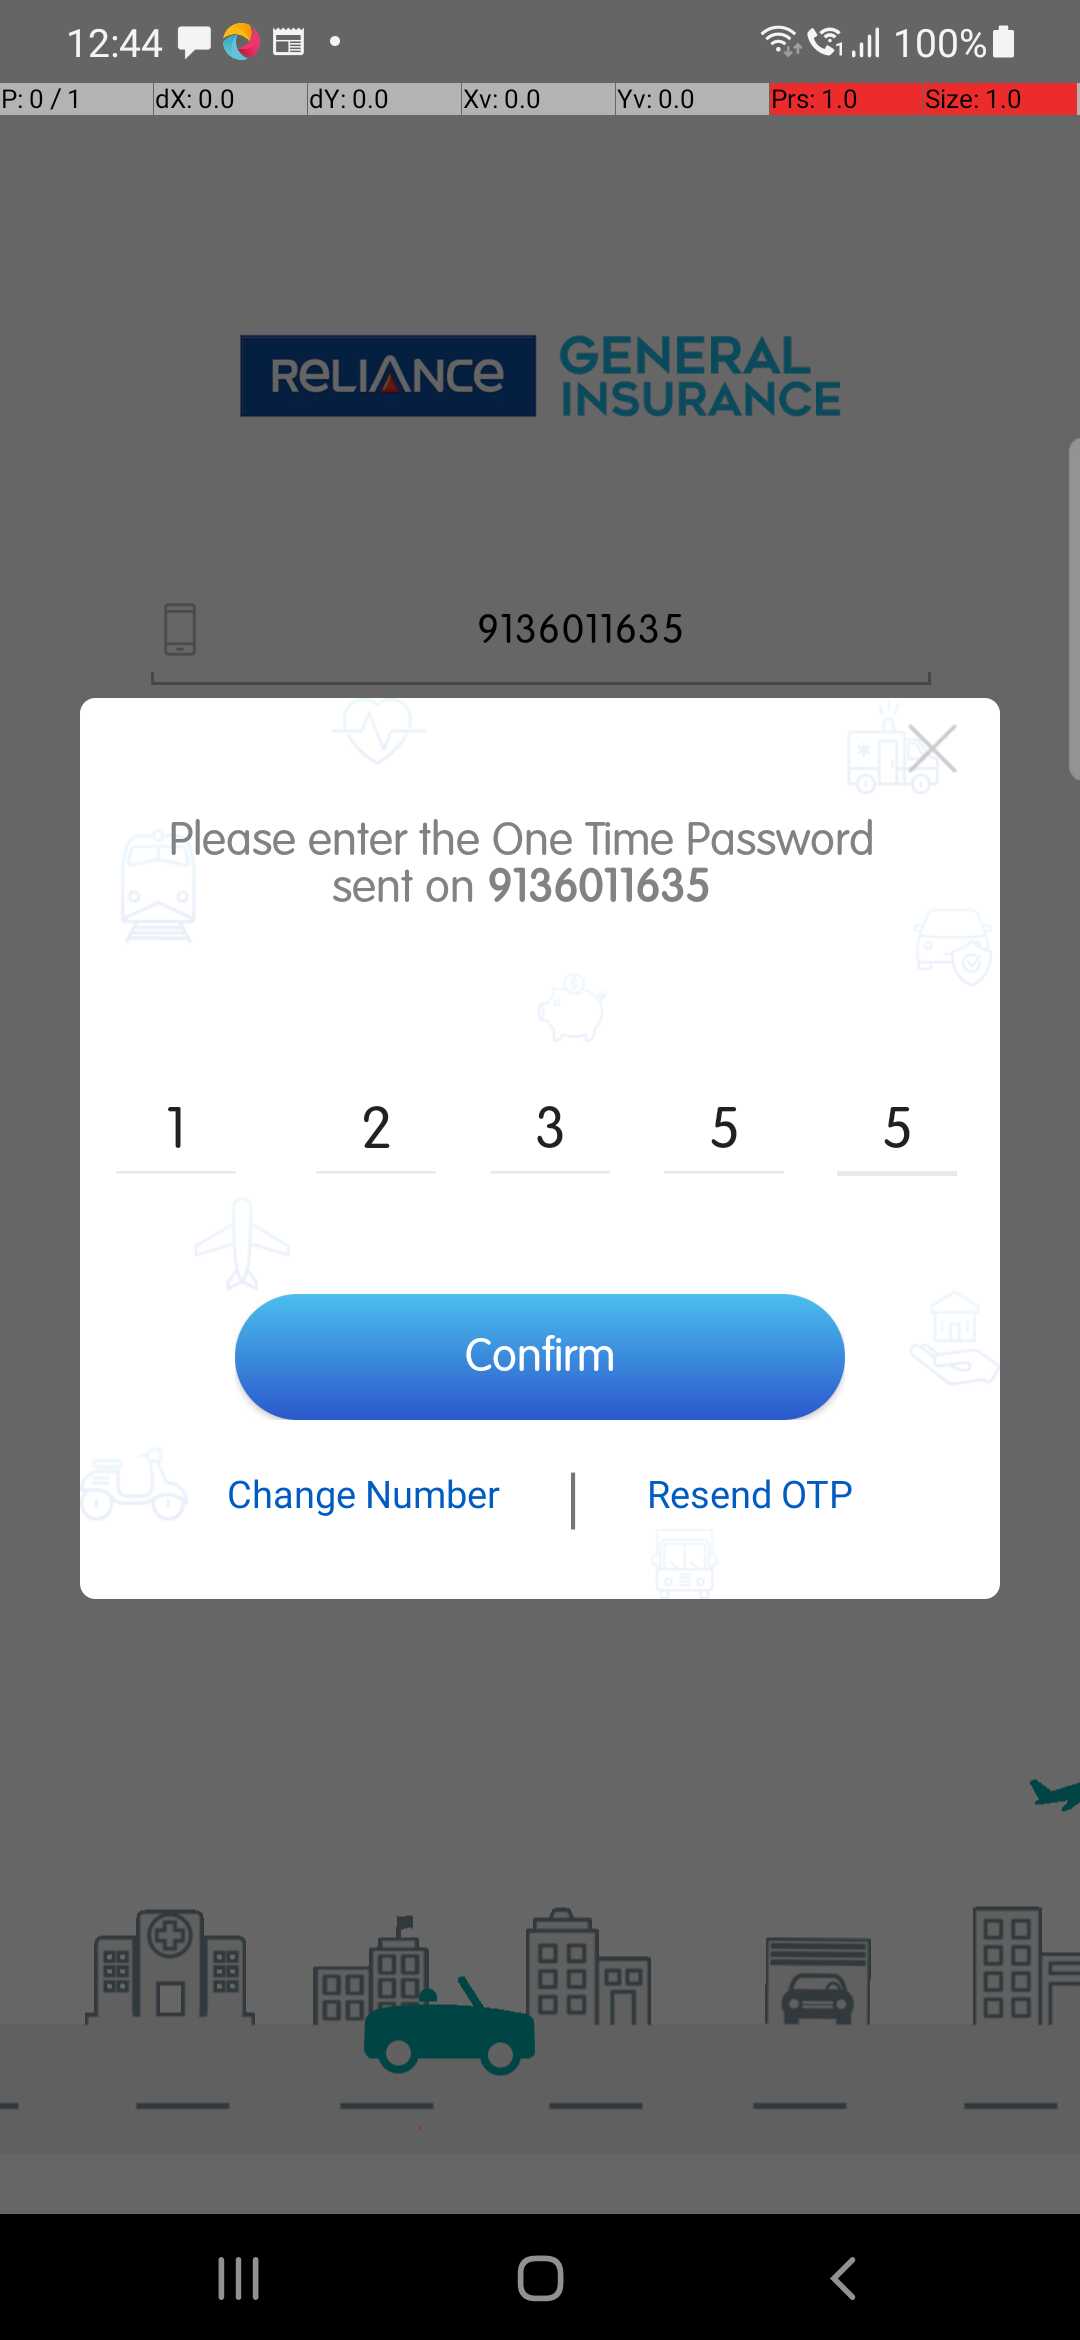 12:44 100%
P: 0 / 1 dX: 0.0 dY: 0.0 Xv: 0.0 Yv: 0.0 Prs: 1.0 Size: 1.0
RELIANCE GENERAL
INSURANCE
9136011635
Please enter the One Time Password
sent on 9136011635
1 2 3 5 5
Confirm
Change Number | Resend OTP